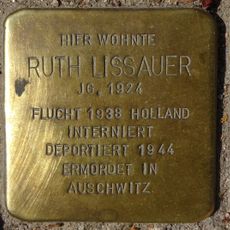 HIER WOHNTE
RUTH LISSAUER
JG. 1924
FLUCHT 1938 HOLLAND
INTERNIERT
DEPORTIERT 1944
ERMORDET IN
AUSCHWITZ